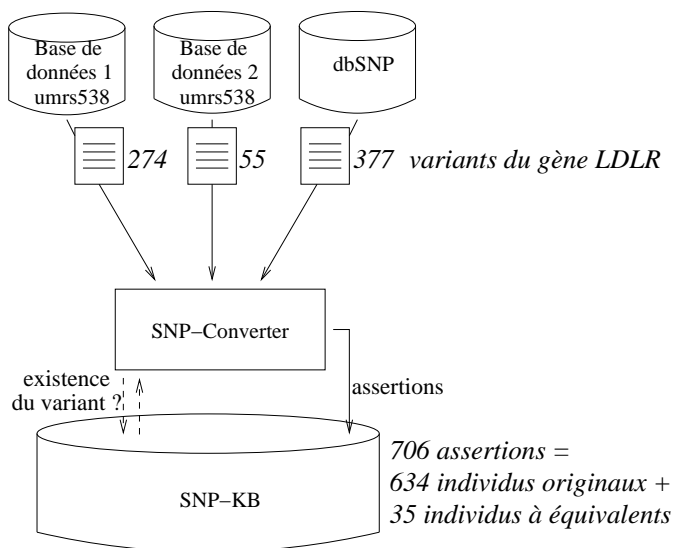 Base de
données 1
umrs538
Base de
données 2
umrs538
dbSNP
274
55
377 variants du gène LDLR
SNP–Converter
existence
du variant ?
assertions
SNP–KB
706 assertions =
634 individus originaux +
35 individus à équivalents